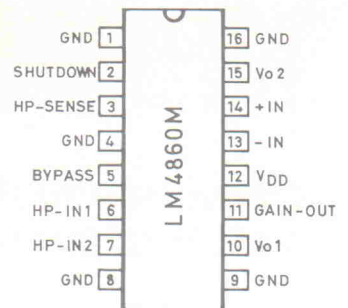 GND 1
SHUTDOWN 2
HP-SENSE 3
GND 4
BYPASS 5
HP-IN1 6
HP-IN2 7
GND 8
LM4860M
16 GND
15 Vo2
14 +IN
13 -IN
12 VDD
11 GAIN-OUT
10 Vo1
9 GND